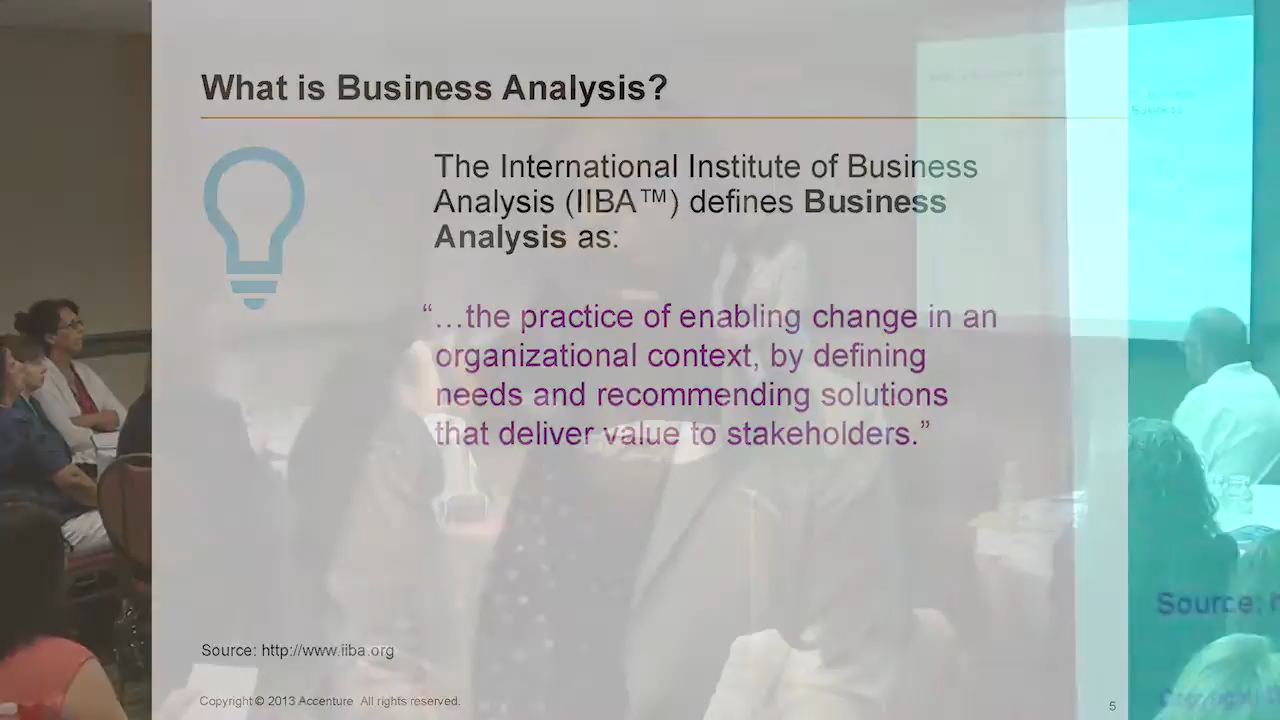 What is Business Analysis?
The International Institute of Business
Analysis (IIBA™) defines Business
Analysis as:
“…the practice of enabling change in an
organizational context, by defining
needs and recommending solutions
that deliver value to stakeholders.”
Source: http://www.iiba.org
Copyright © 2013 Accenture All rights reserved.
5
Source: